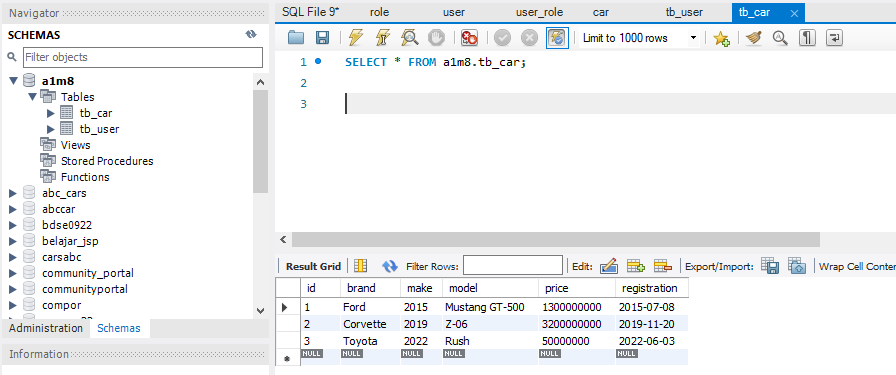 Navigator
SCHEMAS
Filter objects
a1m8
Tables
tb_car
tb_user
Views
Stored Procedures
Functions
abc_cars
abccar
bdse0922
belajar_jsp
carsabc
community_portal
communityportal
compor
Administration Schemas
Information
SQL File 9* role user user_role car tb_user tb_car
Limit to 1000 rows
1 SELECT * FROM a1m8.tb_car;
2
3
Result Grid Filter Rows: Edit: Export/Import: Wrap Cell Conten
id brand make model price registration
1 Ford 2015 Mustang GT-500 1300000000 2015-07-08
2 Corvette 2019 Z-06 3200000000 2019-11-20
3 Toyota 2022 Rush 50000000 2022-06-03
NULL NULL NULL NULL NULL NULL